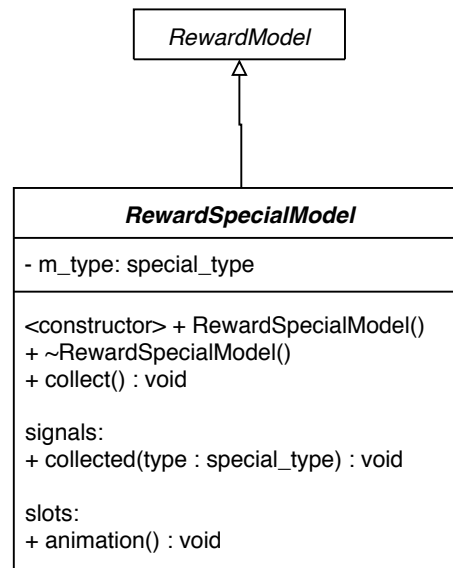 RewardModel
RewardSpecialModel
- m_type: special_type
<constructor> + RewardSpecialModel()
+ ~RewardSpecialModel()
+ collect() : void
signals:
+ collected(type : special_type) : void
slots:
+ animation() : void